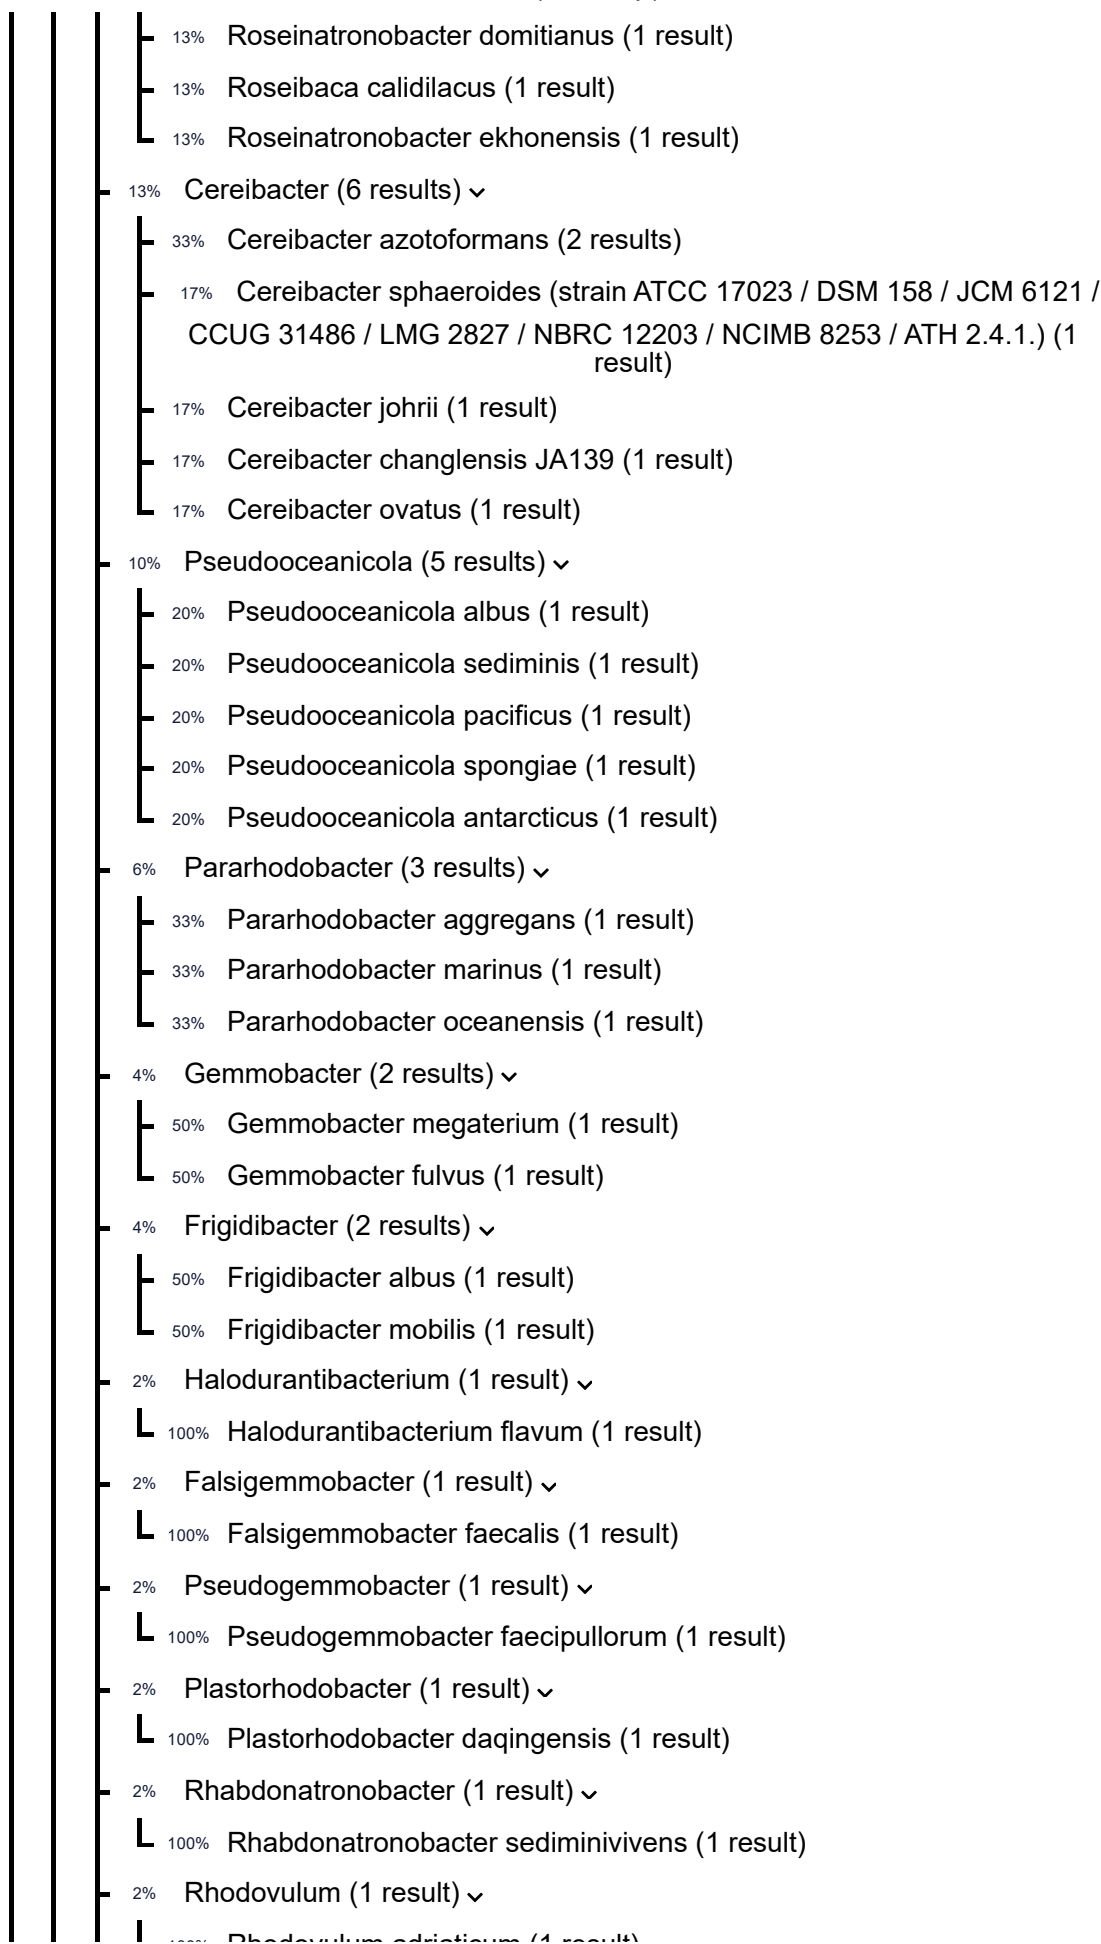 13% Roseinatronobacter domitianus (1 result)
13% Roseibaca calidilacus (1 result)
13% Roseinatronobacter ekhonensis (1 result)
13% Cereibacter (6 results)
33% Cereibacter azotoformans (2 results)
17% Cereibacter sphaeroides (strain ATCC 17023 / DSM 158 / JCM 6121 /
CCUG 31486 / LMG 2827 / NBRC 12203 / NCIMB 8253 / ATH 2.4.1.) (1
result)
17% Cereibacter johrii (1 result)
17% Cereibacter changlensis JA139 (1 result)
17% Cereibacter ovatus (1 result)
10% Pseudooceanicola (5 results)
20% Pseudooceanicola albus (1 result)
20% Pseudooceanicola sediminis (1 result)
20% Pseudooceanicola pacificus (1 result)
20% Pseudooceanicola spongiae (1 result)
20% Pseudooceanicola antarcticus (1 result)
6% Pararhodobacter (3 results)
33% Pararhodobacter aggregans (1 result)
33% Pararhodobacter marinus (1 result)
33% Pararhodobacter oceanensis (1 result)
4% Gemmobacter (2 results)
50% Gemmobacter megaterium (1 result)
50% Gemmobacter fulvus (1 result)
4% Frigidibacter (2 results)
50% Frigidibacter albus (1 result)
50% Frigidibacter mobilis (1 result)
2% Halodurantibacterium (1 result)
100% Halodurantibacterium flavum (1 result)
2% Falsigemmobacter (1 result)
100% Falsigemmobacter faecalis (1 result)
2% Pseudogemmobacter (1 result)
100% Pseudogemmobacter faecipullorum (1 result)
2% Plastorhodobacter (1 result)
100% Plastorhodobacter daqingensis (1 result)
2% Rhabdonatronobacter (1 result)
100% Rhabdonatronobacter sediminivivens (1 result)
2% Rhodovulum (1 result)
100% Rhodovulum adriaticum (1 result)